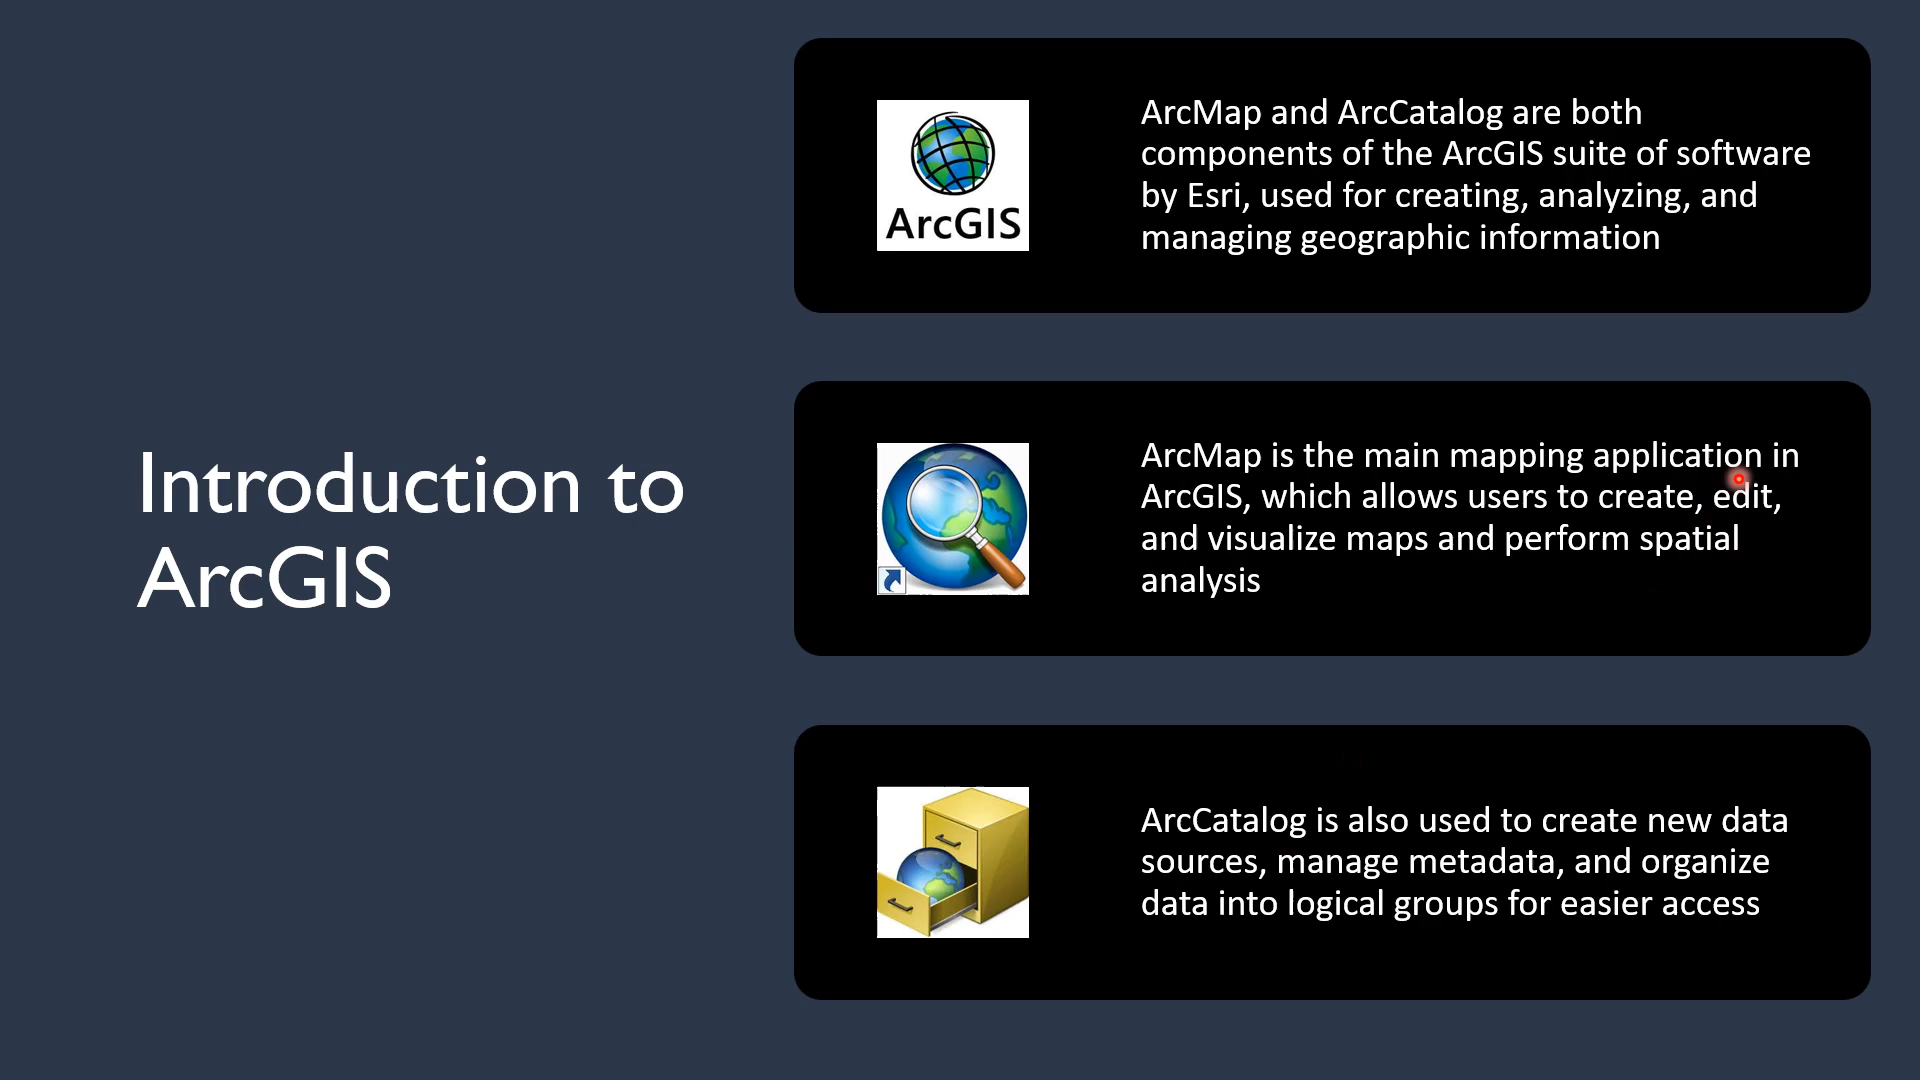 Introduction to
ArcGIS
ArcGIS
ArcMap and ArcCatalog are both
components of the ArcGIS suite of software
by Esri, used for creating, analyzing, and
managing geographic information
ArcMap is the main mapping application in
ArcGIS, which allows users to create, edit,
and visualize maps and perform spatial
analysis
ArcCatalog is also used to create new data
sources, manage metadata, and organize
data into logical groups for easier access